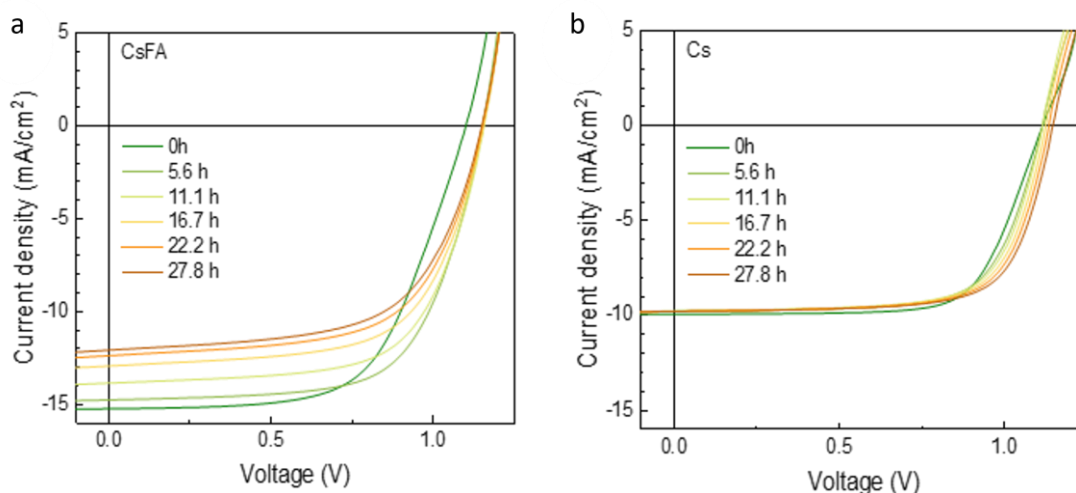 a
CsFA
5
0
-5
-10
-15
Current density (mA/cm²)
0h
5.6 h
11.1 h
16.7 h
22.2 h
27.8 h
0.0
0.5
1.0
Voltage (V)
b
Cs
5
0
-5
-10
-15
Current density (mA/cm²)
0h
5.6 h
11.1 h
16.7 h
22.2 h
27.8 h
0.0
0.5
1.0
Voltage (V)